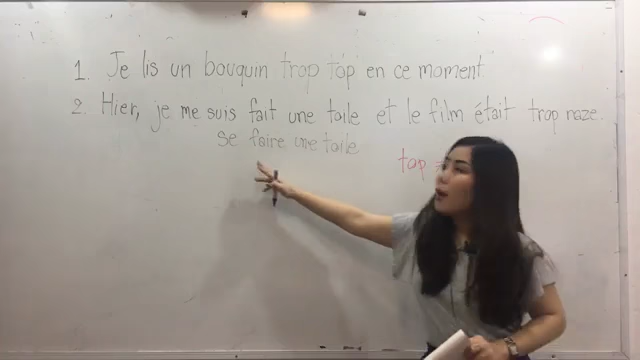 1. Je lis un bouquin trop top en ce moment.
2. Hier, je me suis fait une toile et le film était trop naze.
se faire une toile
top =